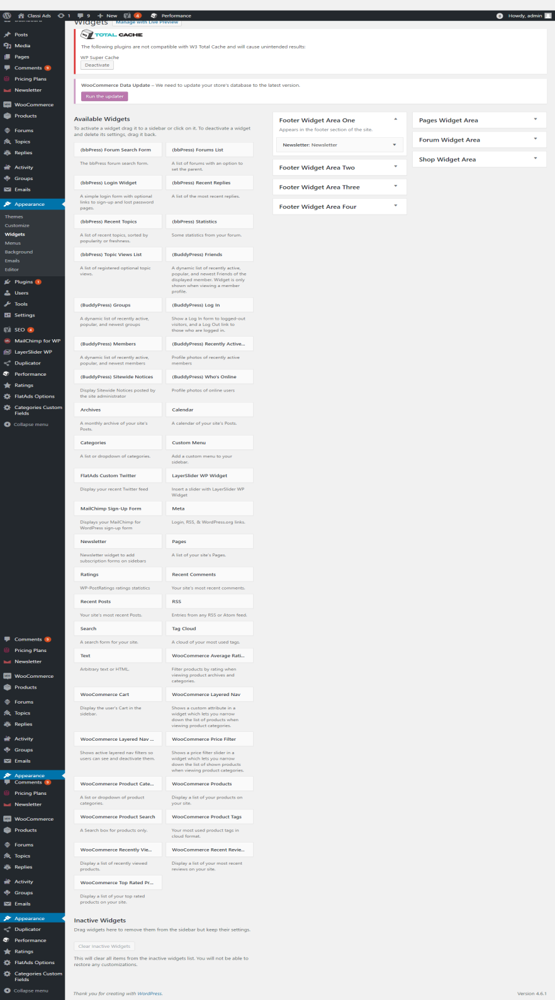 Classi Ads 1 9 New 4 Performance 0 Howdy, admin
Posts
Media
Pages
Comments 9
Pricing Plans
Newsletter
WooCommerce
Products
Forums
Topics
Replies
Activity
Groups
Emails
Appearance
Themes
Customize
Widgets
Menus
Background
Emails
Editor
Plugins 1
Users
Tools
Settings
SEO 4
MailChimp for WP
LayerSlider WP
Duplicator
Performance
Ratings
FlatAds Options
Categories Custom
Fields
Collapse menu
Comments 9
Pricing Plans
Newsletter
WooCommerce
Products
Forums
Topics
Replies
Activity
Groups
Emails
Appearance
Comments 9
Pricing Plans
Newsletter
WooCommerce
Products
Forums
Topics
Replies
Activity
Groups
Emails
Appearance
Duplicator
Performance
Ratings
FlatAds Options
Categories Custom
Fields
Collapse menu
Widgets Manage with Live Preview
W3 TOTAL CACHE
The following plugins are not compatible with W3 Total Cache and will cause unintended results:
WP Super Cache
Deactivate
WooCommerce Data Update – We need to update your store's database to the latest version.
Run the updater
Available Widgets
To activate a widget drag it to a sidebar or click on it. To deactivate a widget
and delete its settings, drag it back.
(bbPress) Forum Search Form
The bbPress forum search form.
(bbPress) Forums List
A list of forums with an option to
set the parent.
(bbPress) Login Widget
A simple login form with optional
links to sign-up and lost password
pages.
(bbPress) Recent Replies
A list of the most recent replies.
(bbPress) Recent Topics
A list of recent topics, sorted by
popularity or freshness.
(bbPress) Statistics
Some statistics from your forum.
(bbPress) Topic Views List
A list of registered optional topic
views.
(BuddyPress) Friends
A dynamic list of recently active,
popular, and newest Friends of the
displayed member. Widget is only
shown when viewing a member
profile.
(BuddyPress) Groups
A dynamic list of recently active,
popular, and newest groups
(BuddyPress) Log In
Show a Log In form to logged-out
visitors, and a Log Out link to
those who are logged in.
(BuddyPress) Members
A dynamic list of recently active,
popular, and newest members
(BuddyPress) Recently Active...
Profile photos of recently active
members
(BuddyPress) Sitewide Notices
Display Sitewide Notices posted by
the site administrator
(BuddyPress) Who's Online
Profile photos of online users
Archives
A monthly archive of your site's
Posts.
Calendar
A calendar of your site's Posts.
Categories
A list or dropdown of categories.
Custom Menu
Add a custom menu to your
sidebar.
FlatAds Custom Twitter
Display your recent Twitter feed
LayerSlider WP Widget
Insert a slider with LayerSlider WP
Widget
MailChimp Sign-Up Form
Displays your MailChimp for
WordPress sign-up form
Meta
Login, RSS, & WordPress.org links.
Newsletter
Newsletter widget to add
subscription forms on sidebars
Pages
A list of your site's Pages.
Ratings
WP-PostRatings ratings statistics
Recent Comments
Your site's most recent comments.
Recent Posts
Your site's most recent Posts.
RSS
Entries from any RSS or Atom feed.
Search
A search form for your site.
Tag Cloud
A cloud of your most used tags.
Text
Arbitrary text or HTML.
WooCommerce Average Rati...
Filter products by rating when
viewing product archives and
categories.
WooCommerce Cart
Display the user's Cart in the
sidebar.
WooCommerce Layered Nav
Shows a custom attribute in a
widget which lets you narrow
down the list of products when
viewing product categories.
WooCommerce Layered Nav ...
Shows active layered nav filters so
users can see and deactivate them.
WooCommerce Price Filter
Shows a price filter slider in a
widget which lets you narrow
down the list of shown products
when viewing product categories.
WooCommerce Product Cate...
A list or dropdown of product
categories.
WooCommerce Products
Display a list of your products on
your site.
WooCommerce Product Search
A Search box for products only.
WooCommerce Product Tags
Your most used product tags in
cloud format.
WooCommerce Recently Vie...
Display a list of recently viewed
products.
WooCommerce Recent Revie...
Display a list of your most recent
reviews on your site.
WooCommerce Top Rated Pr...
Display a list of your top rated
products on your site.
Inactive Widgets
Drag widgets here to remove them from the sidebar but keep their settings.
Clear Inactive Widgets
This will clear all items from the inactive widgets list. You will not be able to
restore any customizations.
Footer Widget Area One
Appears in the footer section of the site.
Newsletter: Newsletter
Footer Widget Area Two
Footer Widget Area Three
Footer Widget Area Four
Pages Widget Area
Forum Widget Area
Shop Widget Area
Thank you for creating with WordPress.
Version 4.6.1